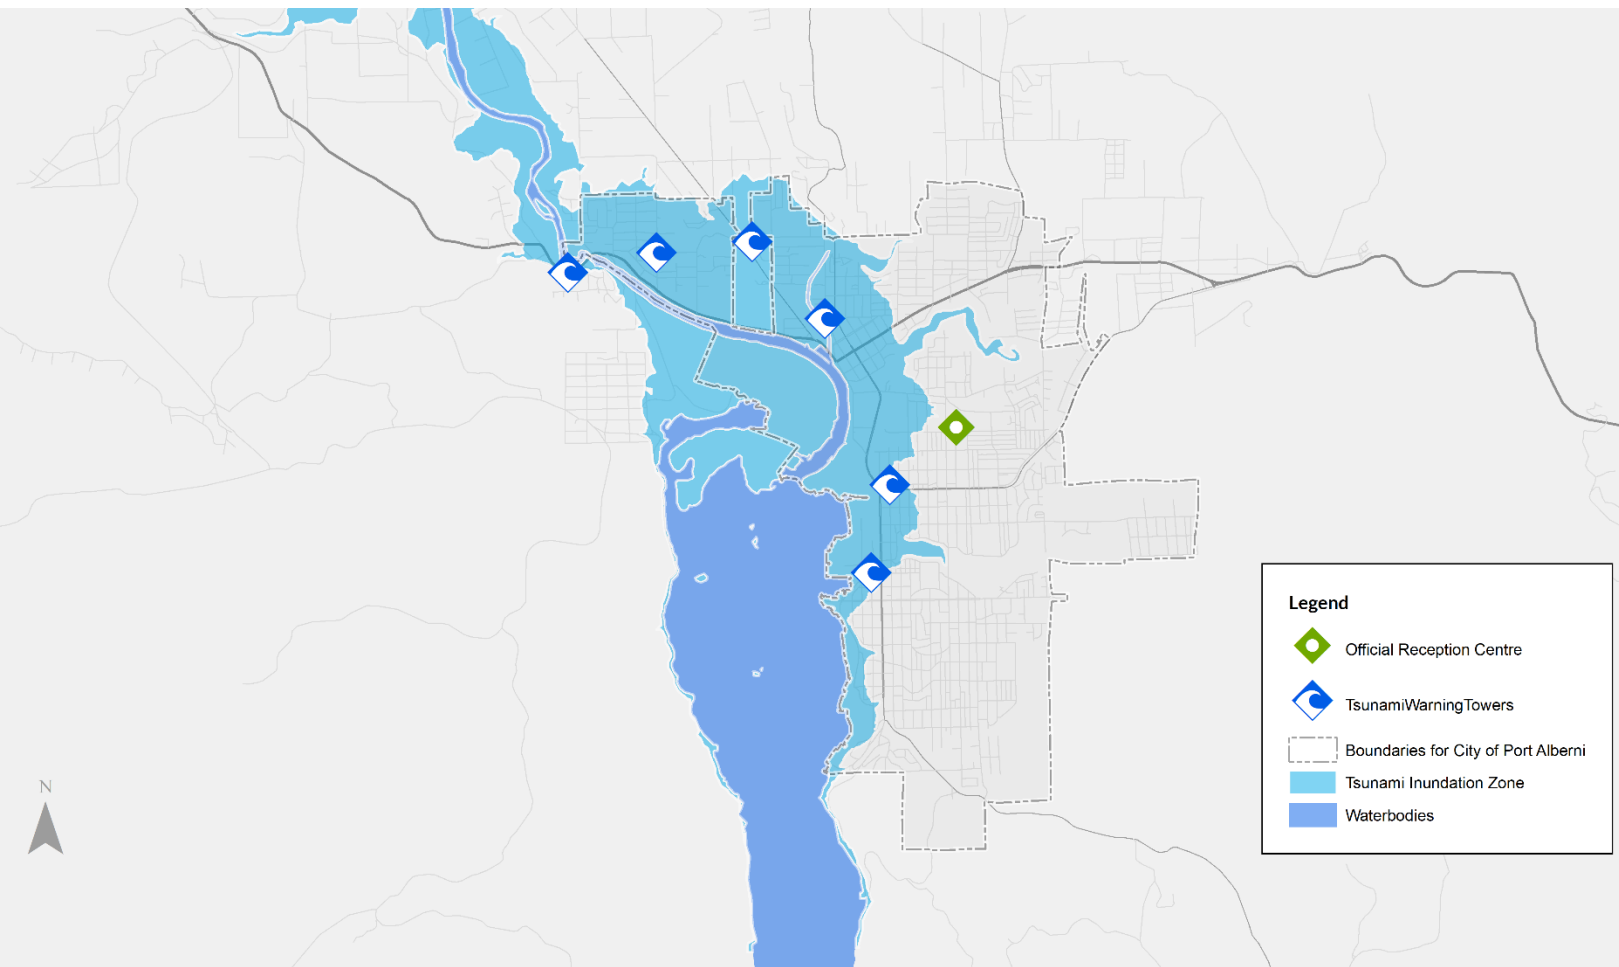 N
Legend
Official Reception Centre
TsunamiWarningTowers
Boundaries for City of Port Alberni
Tsunami Inundation Zone
Waterbodies